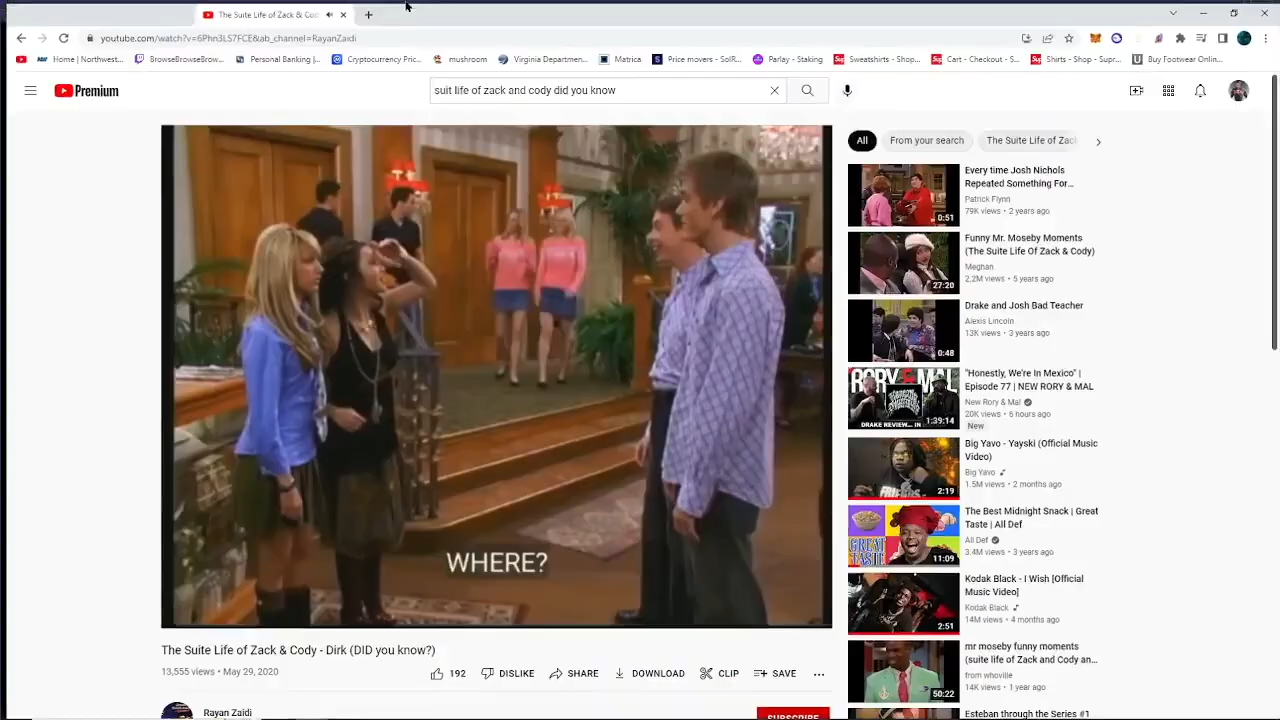 The Suite Life of Zack & Cod
youtube.com/watch?v=6Phn3LS7FCE&ab_channel=RayanZaidi
Home | Northwest...
BrowseBrowseBrow...
Personal Banking |...
Cryptocurrency Pric...
mushroom
Virginia Departmen...
Matrica
Price movers - SolR...
Parlay - Staking
Sweatshirts - Shop...
Cart - Checkout - S...
Shirts - Shop - Supr...
Buy Footwear Onlin...
Premium
suit life of zack end cody did you know
All
From your search
The Suite Life of Zac
WHERE?
The Suite Life of Zack & Cody - Dirk (DID you know?)
13,555 views • May 29, 2020
192
DISLIKE
SHARE
DOWNLOAD
CLIP
SAVE
Rayan Zaidi
SUBSCRIBE
0:51
Every time Josh Nichols
Repeated Something For...
Patrick Flynn
79K views • 2 years ago
27:20
Funny Mr. Moseby Moments
(The Suite Life Of Zack & Cody)
Meghan
2.2M views • 5 years ago
0:48
Drake and Josh Bad Teacher
Alexis Lincoln
13K views • 3 years ago
RORY & MAL
DRAKE REVIEW... IN
1:39:14
"Honestly, We're In Mexico" |
Episode 77 | NEW RORY & MAL
New Rory & Mal
20K views • 6 hours ago
New
2:19
Big Yavo - Yayski (Official Music
Video)
Big Yavo
1.5M views • 2 months ago
GREAT
TASTE
11:09
The Best Midnight Snack | Great
Taste | All Def
All Def
3.4M views • 3 years ago
2:51
Kodak Black - I Wish [Official
Music Video]
Kodak Black
14M views • 4 months ago
50:22
mr moseby funny moments
(suite life of Zack and Cody an...
from whoville
14K views • 1 year ago
Esteban through the Series #1